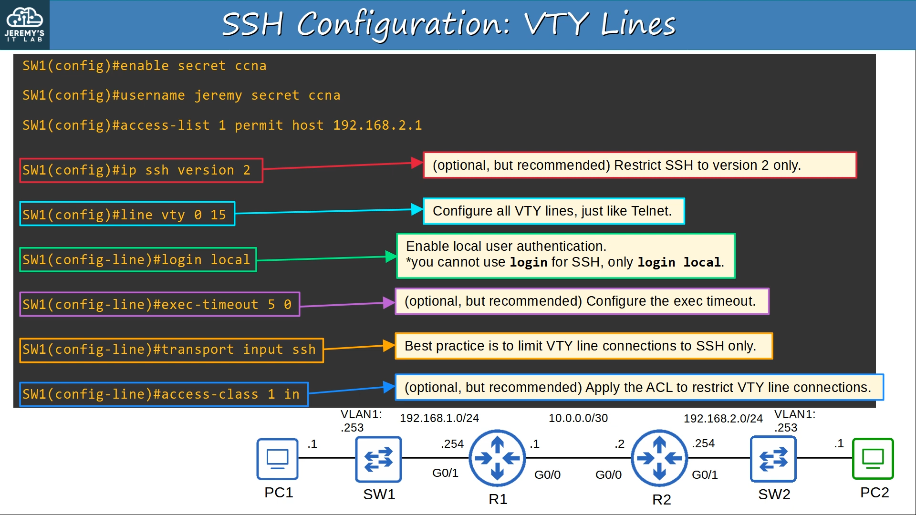 JEREMY'S
IT LAB
SSH Configuration: VTY Lines
SW1(config)#enable secret ccna
SW1(config)#username jeremy secret ccna
SW1(config)#access-list 1 permit host 192.168.2.1
SW1(config)#ip ssh version 2
(optional, but recommended) Restrict SSH to version 2 only.
SW1(config)#line vty 0 15
Configure all VTY lines, just like Telnet.
SW1(config-line)#login local
Enable local user authentication.
*you cannot use login for SSH, only login local.
SW1(config-line)#exec-timeout 5 0
(optional, but recommended) Configure the exec timeout.
SW1(config-line)#transport input ssh
Best practice is to limit VTY line connections to SSH only.
SW1(config-line)#access-class 1 in
(optional, but recommended) Apply the ACL to restrict VTY line connections.
VLAN1:
.253
192.168.1.0/24
10.0.0.0/30
192.168.2.0/24
VLAN1:
.253
.1
.254
.1
.2
.254
.1
G0/1
G0/0
G0/0
G0/1
PC1
SW1
R1
R2
SW2
PC2